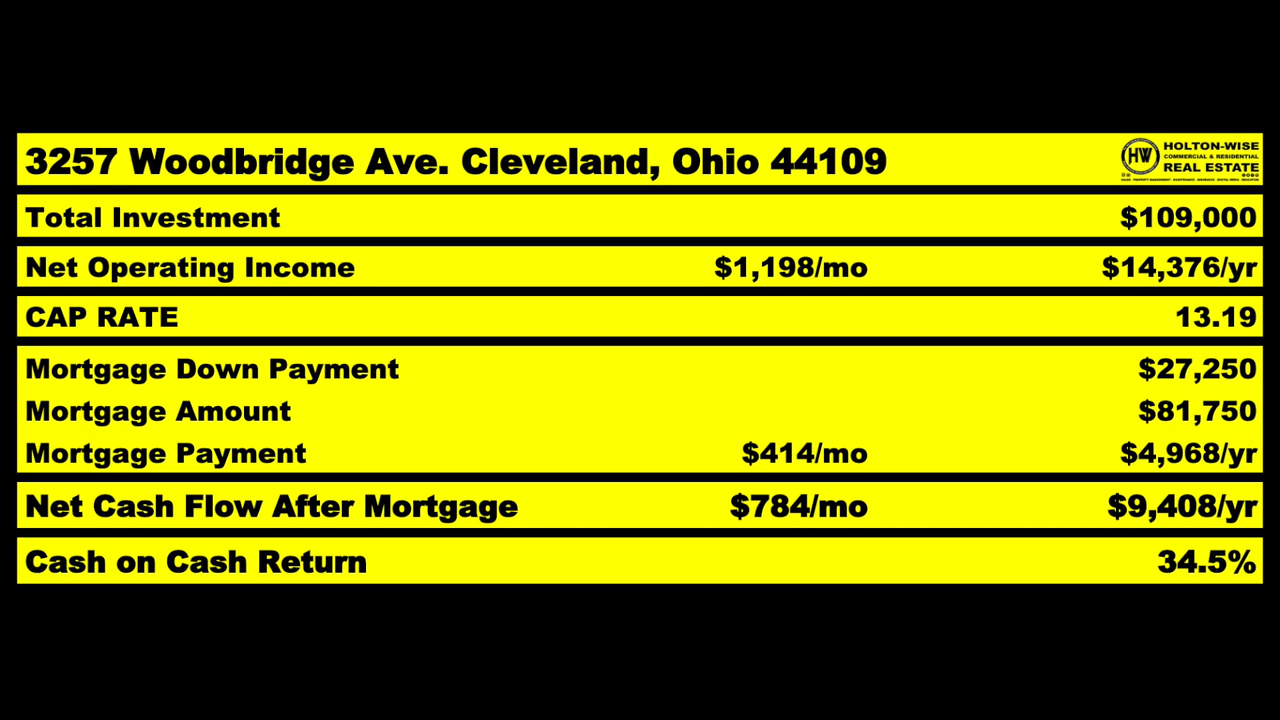 3257 Woodbridge Ave. Cleveland, Ohio 44109
HW
HOLTON-WISE
COMMERCIAL & RESIDENTIAL
REAL ESTATE
Total Investment $109,000
Net Operating Income $1,198/mo $14,376/yr
CAP RATE 13.19
Mortgage Down Payment $27,250
Mortgage Amount $81,750
Mortgage Payment $414/mo $4,968/yr
Net Cash Flow After Mortgage $784/mo $9,408/yr
Cash on Cash Return 34.5%